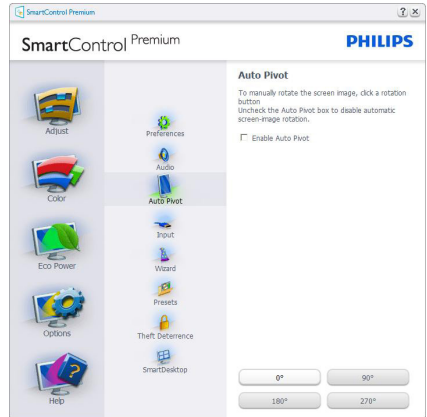 SmartControl Premium
? ×
SmartControl Premium
PHILIPS
Adjust
Color
Eco Power
Options
Help
Preferences
Audio
Auto Pivot
Input
Wizard
Presets
Theft Deterrence
SmartDesktop
Auto Pivot
To manually rotate the screen image, click a rotation
button
Uncheck the Auto Pivot box to disable automatic
screen-image rotation.
Enable Auto Pivot
0°
90°
180°
270°